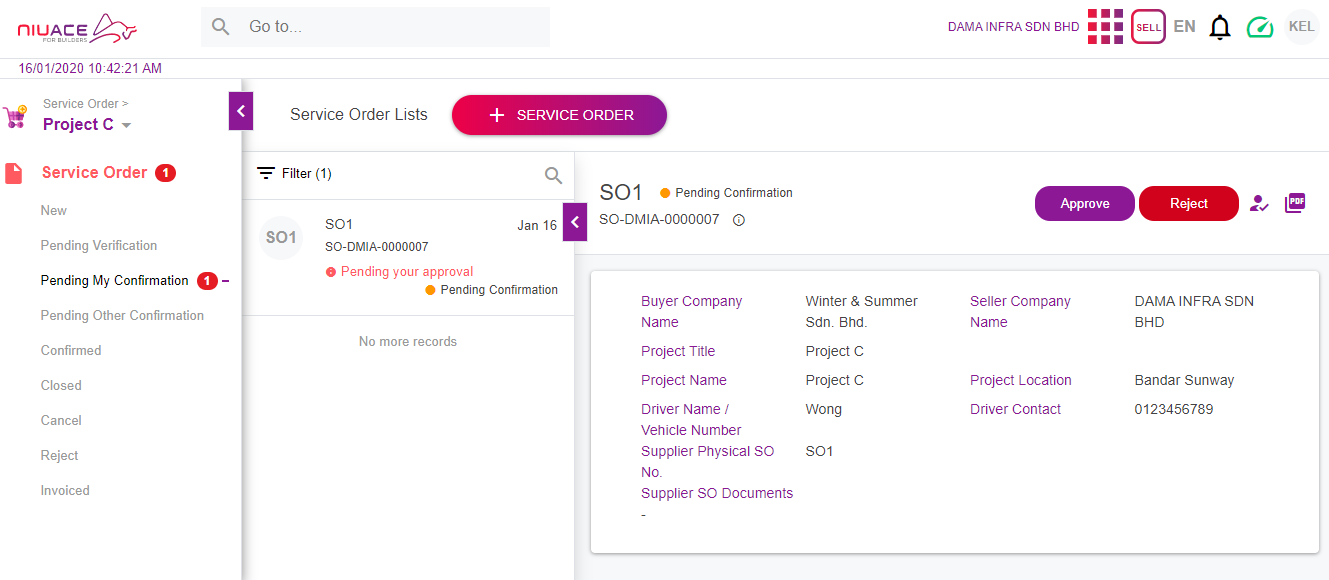 NIUACE
FOR BUILDERS
Go to...
DAMA INFRA SDN BHD
SELL
EN
KEL
16/01/2020 10:42:21 AM
Service Order >
Project C
Service Order 1
New
Pending Verification
Pending My Confirmation 1
Pending Other Confirmation
Confirmed
Closed
Cancel
Reject
Invoiced
Service Order Lists
+ SERVICE ORDER
Filter (1)
SO1
SO1
Jan 16
SO-DMIA-0000007
Pending your approval
Pending Confirmation
No more records
SO1
Pending Confirmation
SO-DMIA-0000007
Approve
Reject
PDF
Buyer Company
Name
Winter & Summer
Sdn. Bhd.
Seller Company
Name
DAMA INFRA SDN
BHD
Project Title
Project C
Project Name
Project C
Project Location
Bandar Sunway
Driver Name /
Vehicle Number
Wong
Driver Contact
0123456789
Supplier Physical SO
No.
SO1
Supplier SO Documents
-